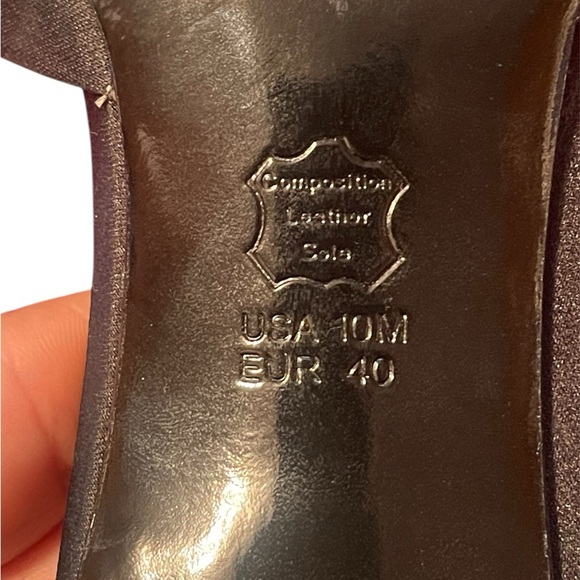 Composition
Leather
Sole
USA 10M
EUR 40